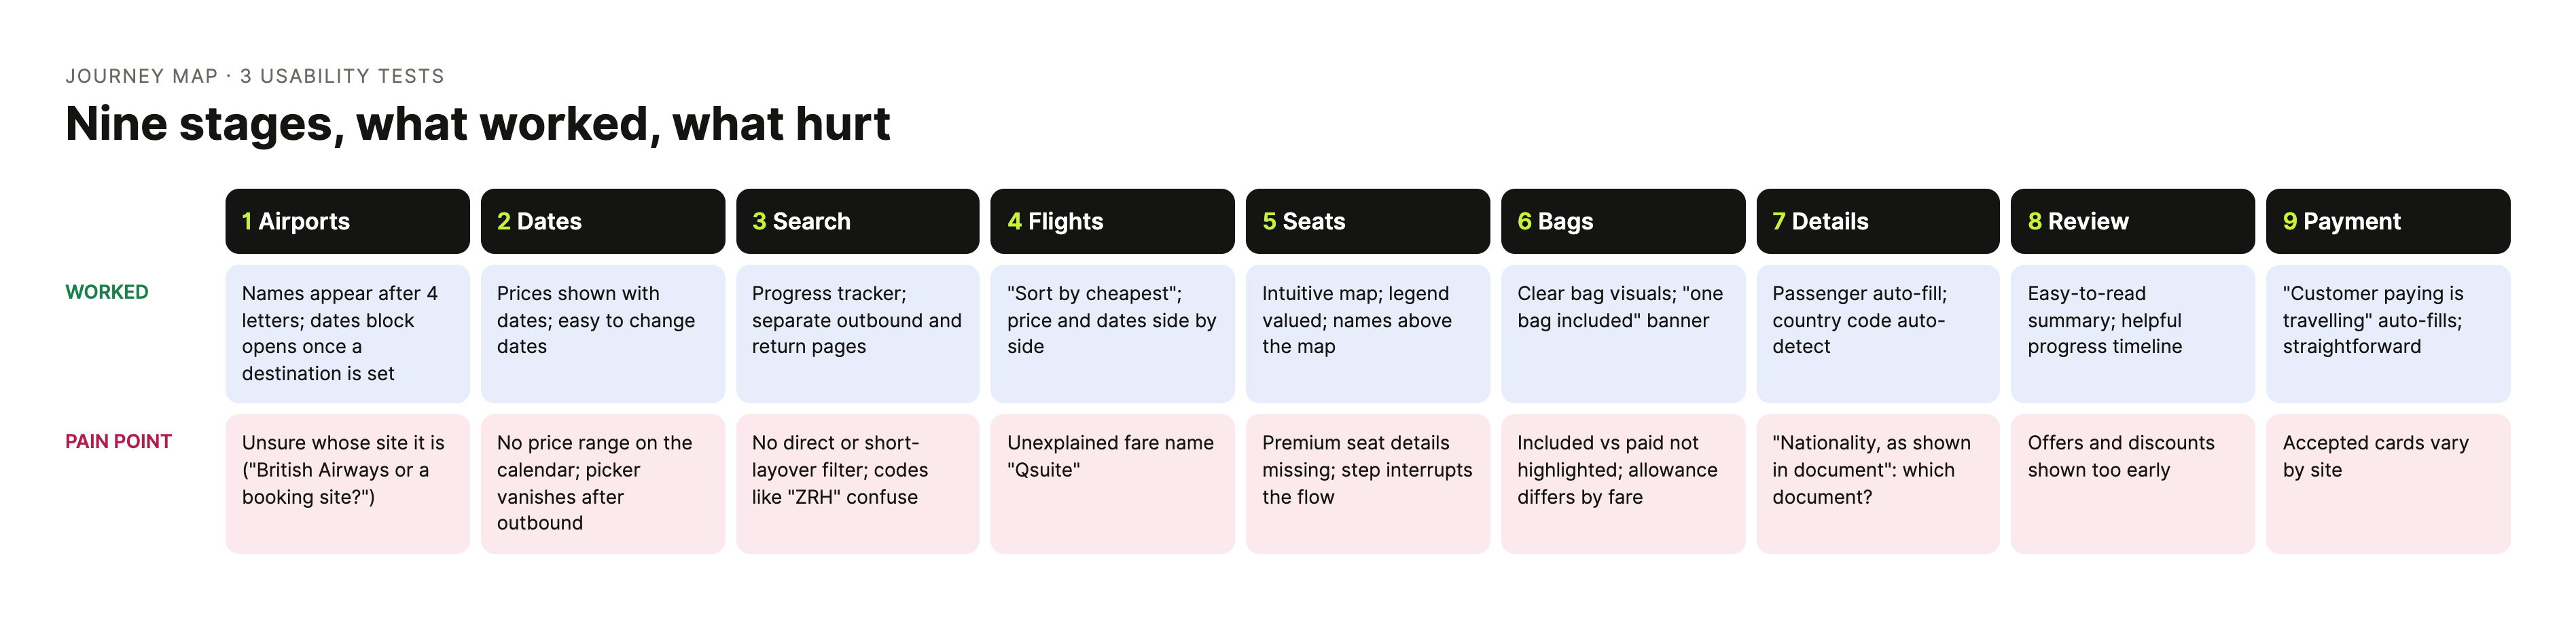 JOURNEY MAP · 3 USABILITY TESTS
Nine stages, what worked, what hurt
1 Airports
2 Dates
3 Search
4 Flights
5 Seats
6 Bags
7 Details
8 Review
9 Payment
WORKED
Names appear after 4
letters; dates block
opens once a
destination is set
Prices shown with
dates; easy to change
dates
Progress tracker;
separate outbound and
return pages
"Sort by cheapest";
price and dates side by
side
Intuitive map; legend
valued; names above
the map
Clear bag visuals; "one
bag included" banner
Passenger auto-fill;
country code auto-
detect
Easy-to-read
summary; helpful
progress timeline
"Customer paying is
travelling" auto-fills;
straightforward
PAIN POINT
Unsure whose site it is
("British Airways or a
booking site?")
No price range on the
calendar; picker
vanishes after
outbound
No direct or short-
layover filter; codes
like "ZRH" confuse
Unexplained fare name
"Qsuite"
Premium seat details
missing; step interrupts
the flow
Included vs paid not
highlighted; allowance
differs by fare
"Nationality, as shown
in document": which
document?
Offers and discounts
shown too early
Accepted cards vary
by site